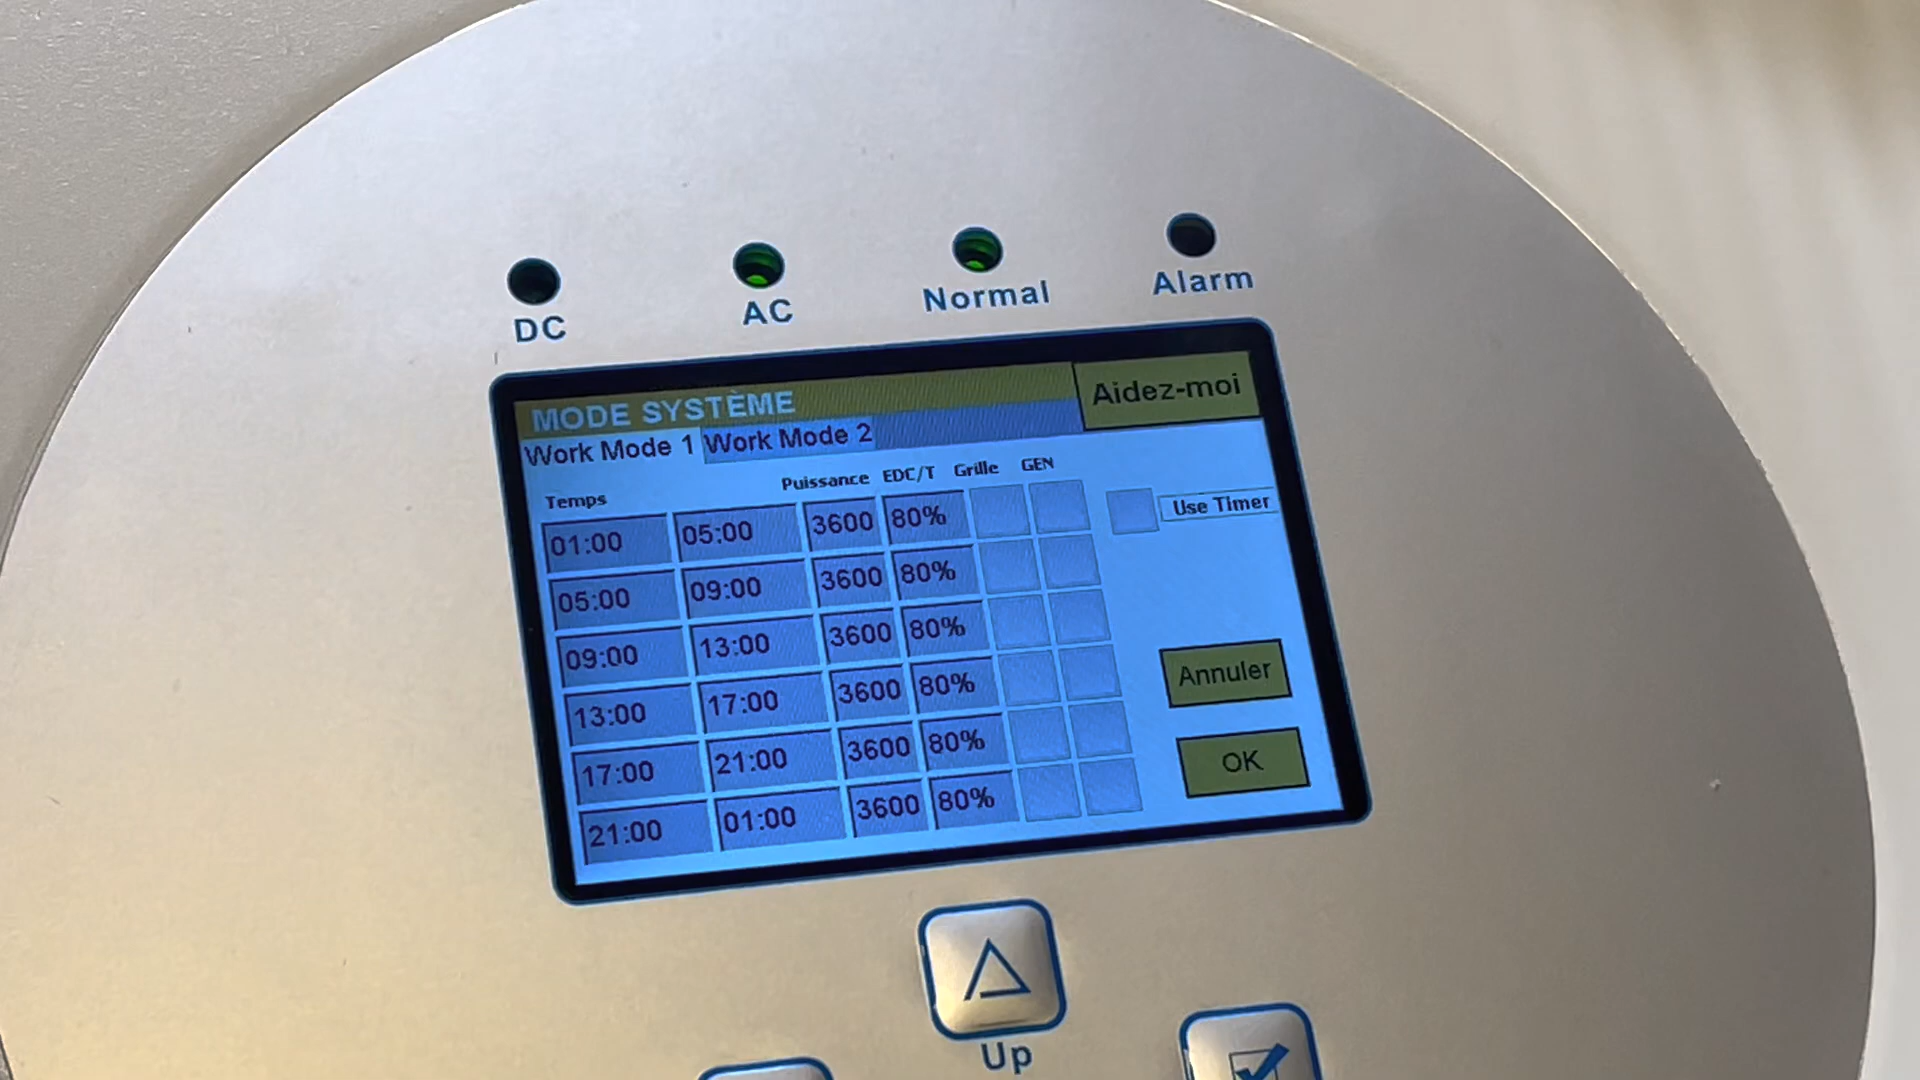 DC
AC
Normal
Alarm
MODE SYSTÈME
Aidez-moi
Work Mode 1 Work Mode 2
Temps Puissance EDC/T Grille GEN
01:00 05:00 3600 80% Use Timer
05:00 09:00 3600 80%
09:00 13:00 3600 80%
13:00 17:00 3600 80%
17:00 21:00 3600 80%
21:00 01:00 3600 80%
Annuler
OK
Up